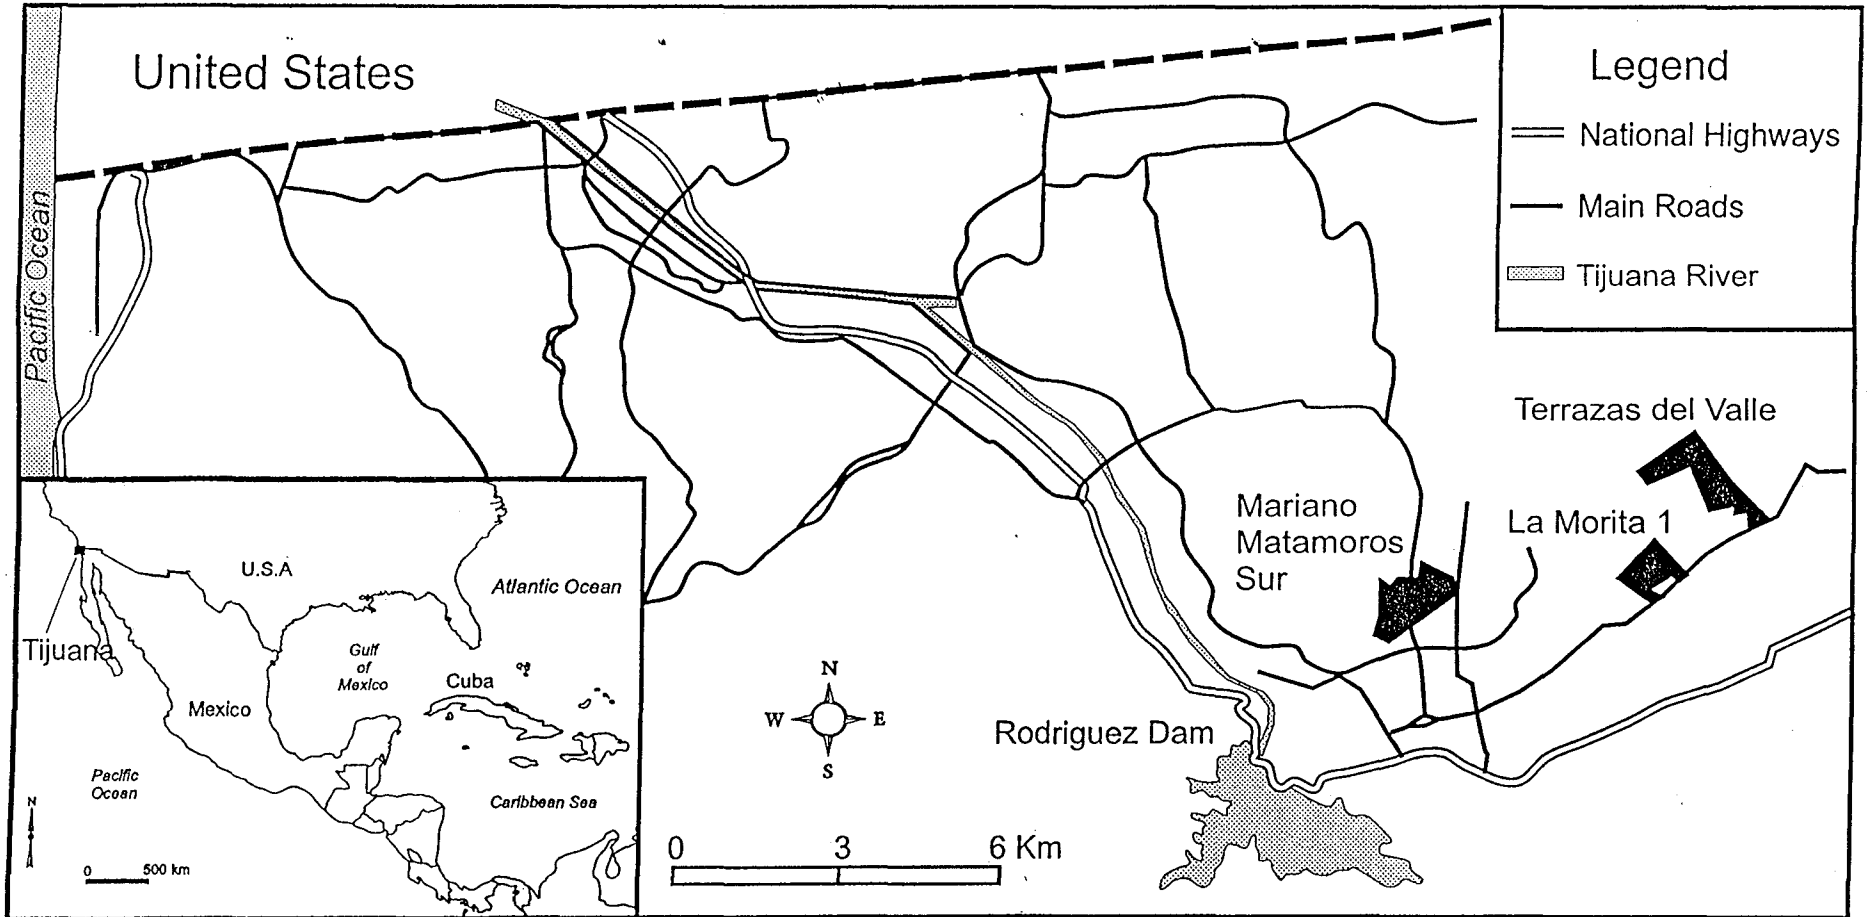 United States
Legend
National Highways
Main Roads
Tijuana River
Pacific Ocean
Terrazas del Valle
La Morita 1
Mariano
Matamoros
Sur
Rodriguez Dam
N
W E
S
0 3 6 Km
U.S.A
Atlantic Ocean
Tijuana
Gulf
of
Mexico
Cuba
Mexico
Pacific
Ocean
Caribbean Sea
N
0 500 km